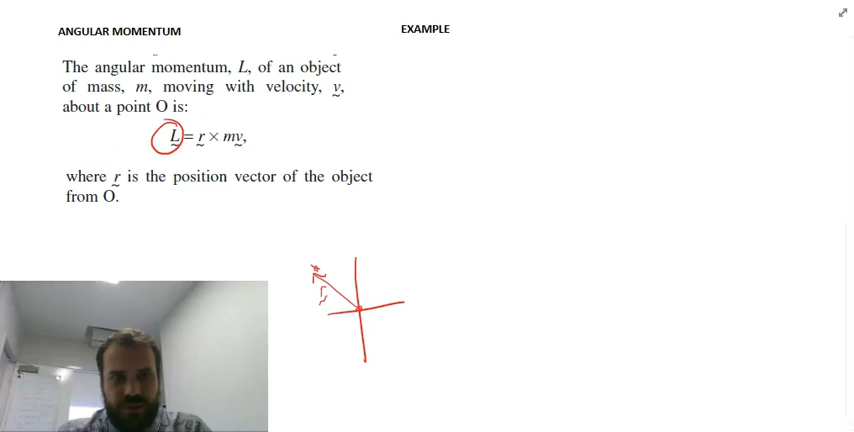 ANGULAR MOMENTUM
EXAMPLE
The angular momentum, L, of an object
of mass, m, moving with velocity, v,
about a point O is:
L = r × mv,
where r is the position vector of the object
from O.
r